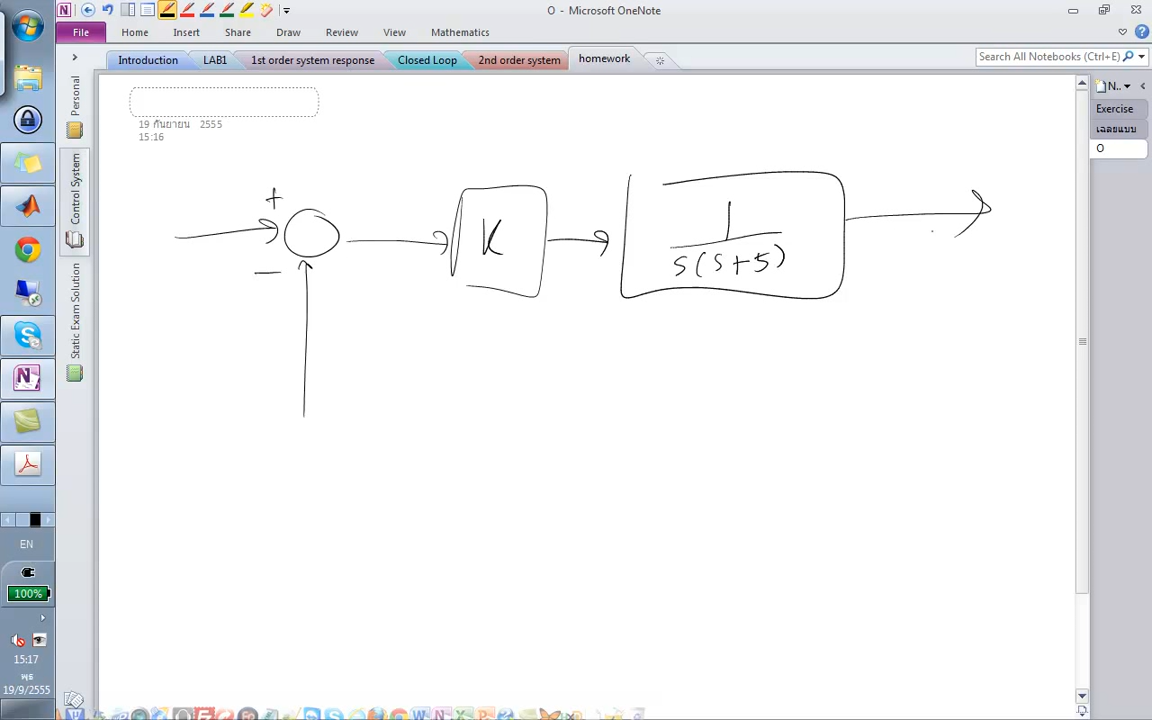 O - Microsoft OneNote
File Home Insert Share Draw Review View Mathematics
Introduction LAB1 1st order system response Closed Loop 2nd order system homework
Search All Notebooks (Ctrl+E)
Personal
Control System
Static Exam Solution
N..
Exercise
เฉลยแบบ
O
19 กันยายน 2555
15:16
+
−
K
1
s(s+5)
EN
100%
15:17
พุธ
19/9/2555